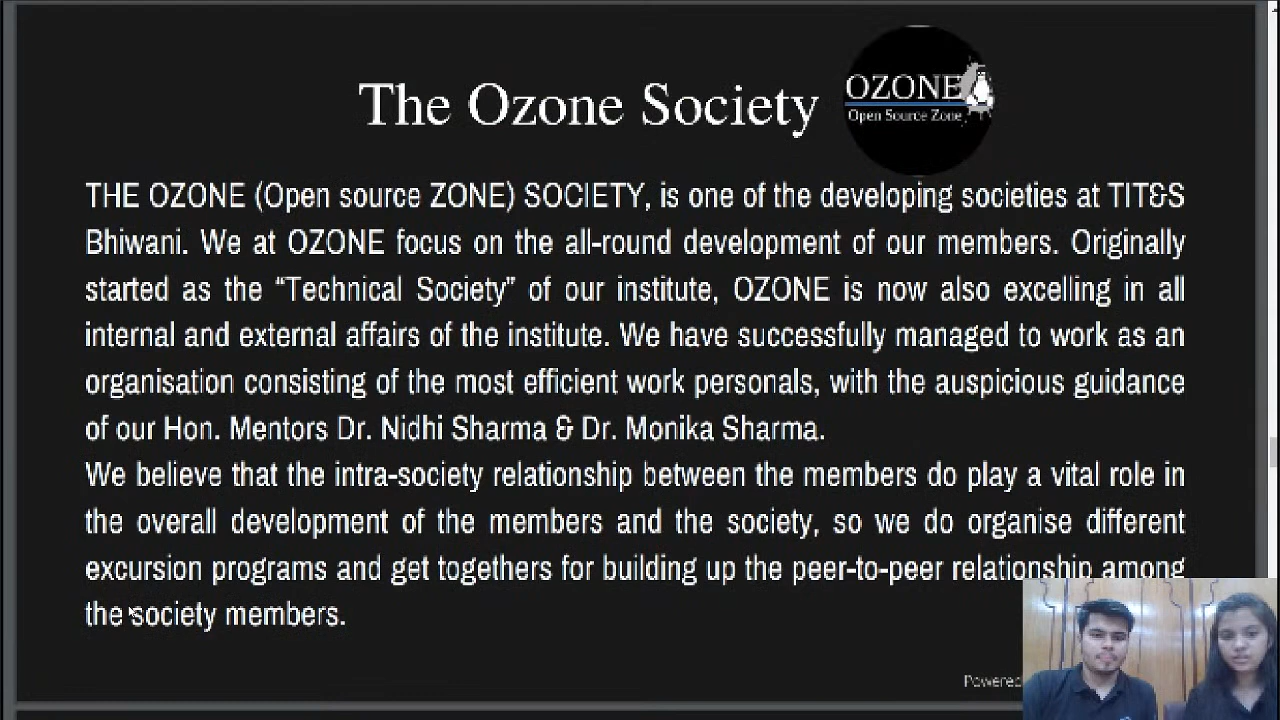 The Ozone Society
OZONE
Open Source Zone
THE OZONE (Open source ZONE) SOCIETY, is one of the developing societies at TIT&S
Bhiwani. We at OZONE focus on the all-round development of our members. Originally
started as the “Technical Society” of our institute, OZONE is now also excelling in all
internal and external affairs of the institute. We have successfully managed to work as an
organisation consisting of the most efficient work personals, with the auspicious guidance
of our Hon. Mentors Dr. Nidhi Sharma & Dr. Monika Sharma.
We believe that the intra-society relationship between the members do play a vital role in
the overall development of the members and the society, so we do organise different
excursion programs and get togethers for building up the peer-to-peer relationship among
the society members.
Powered